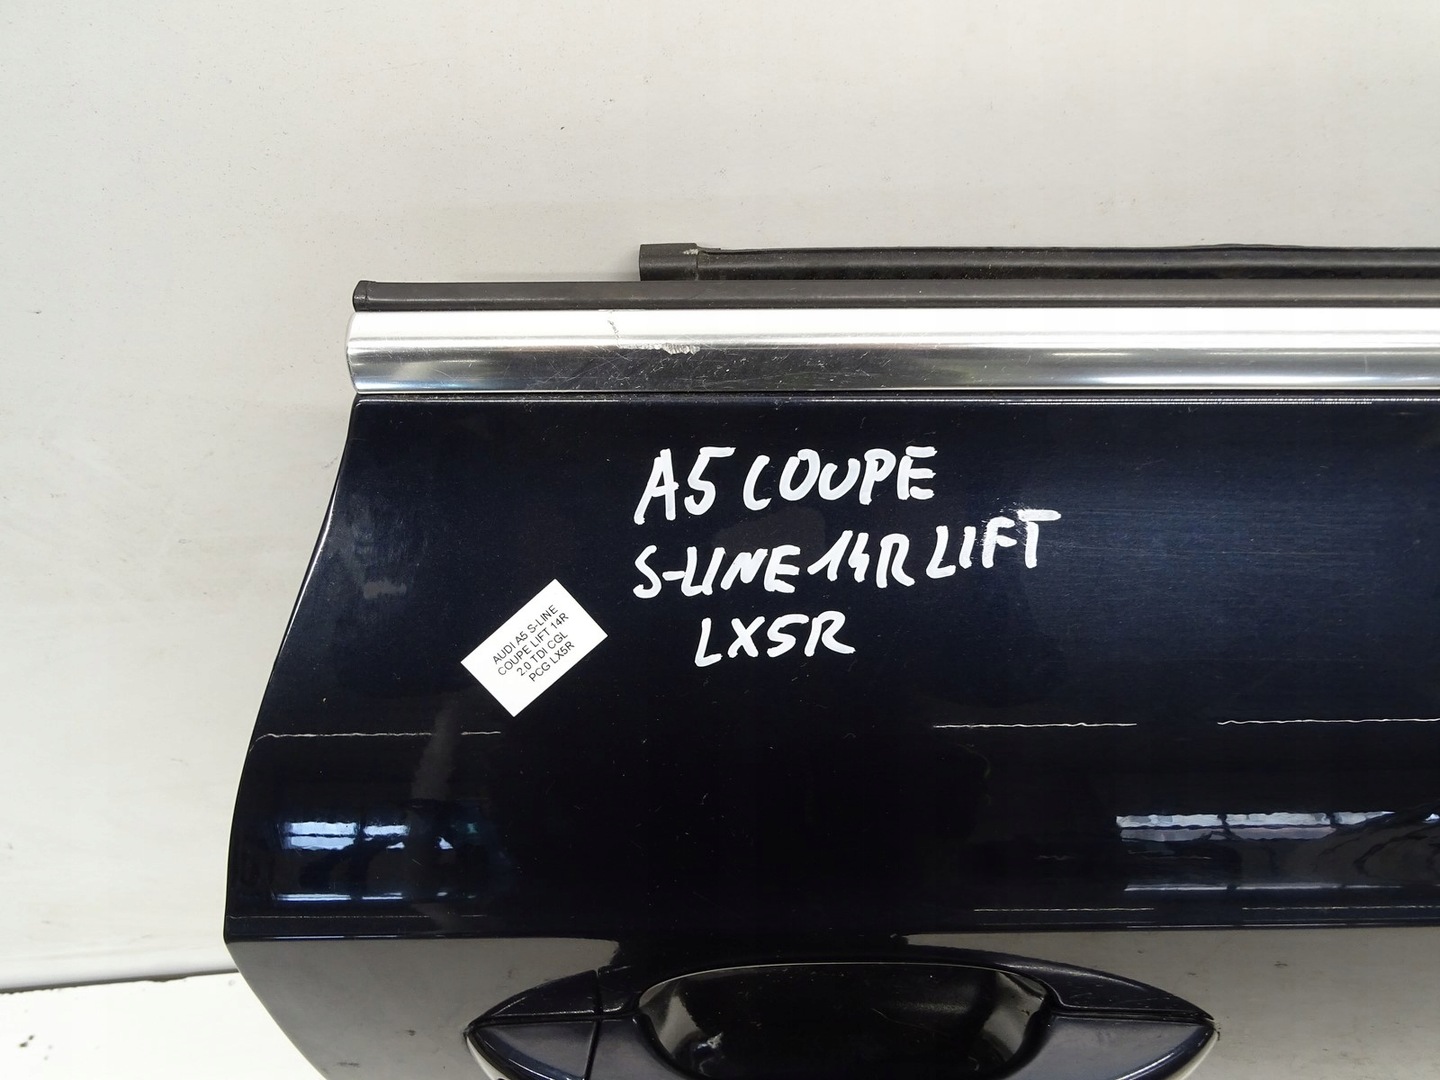 A5 COUPE
S-LINE 14R LIFT
LX5R
AUDI A5 S-LINE
COUPE LIFT 14R
2.0 TDI CGL
PCG LX5R